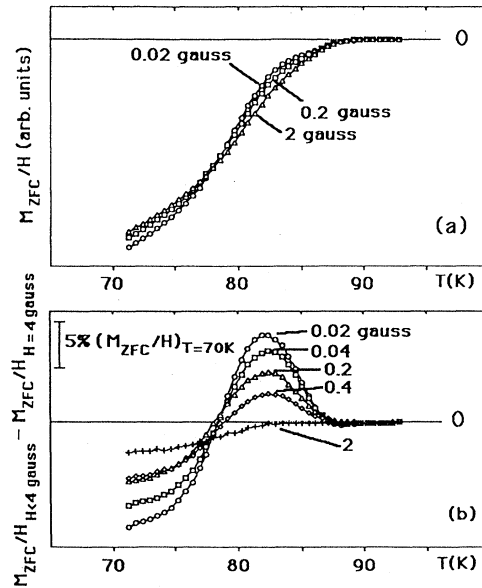 0
0.02 gauss
0.2 gauss
2 gauss
M_ZFC/H (arb. units)
(a)
70 80 90 T(K)
5% (M_ZFC/H)_T=70K
0.02 gauss
0.04
0.2
0.4
0
2
M_ZFC/H_H<4 gauss - M_ZFC/H_H=4 gauss
(b)
70 80 90 T(K)